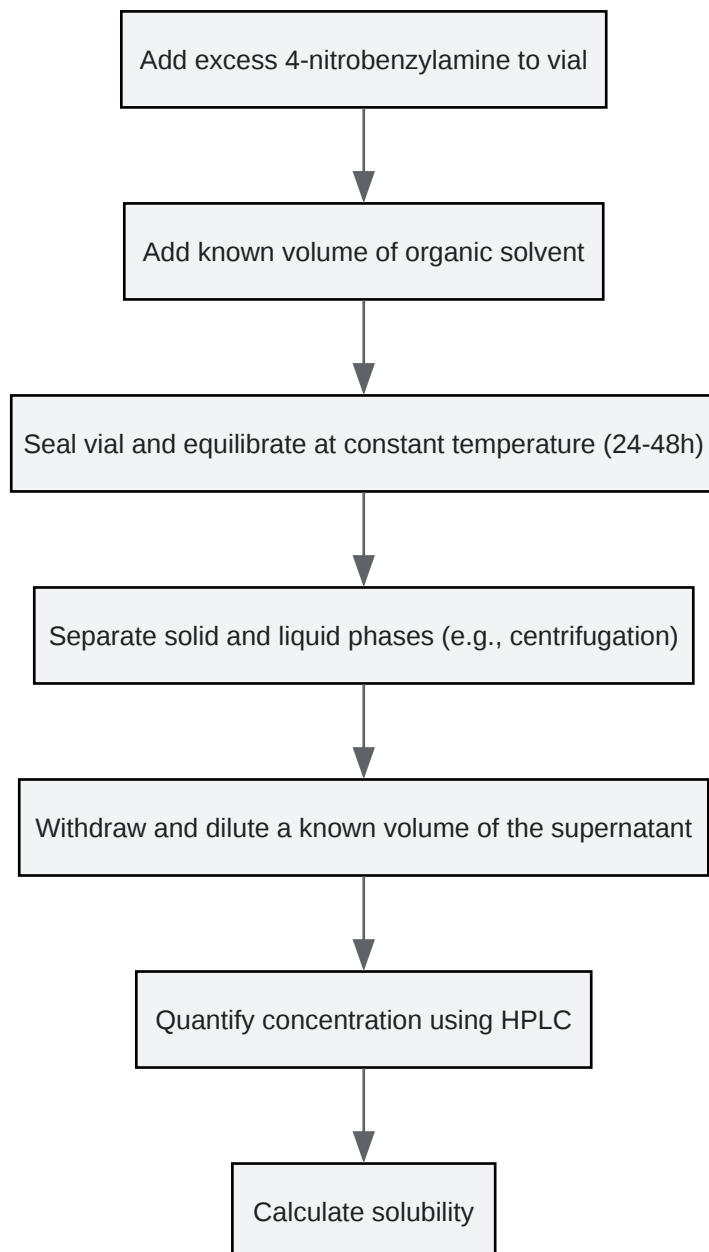 Add excess 4-nitrobenzylamine to vial
Add known volume of organic solvent
Seal vial and equilibrate at constant temperature (24-48h)
Separate solid and liquid phases (e.g., centrifugation)
Withdraw and dilute a known volume of the supernatant
Quantify concentration using HPLC
Calculate solubility